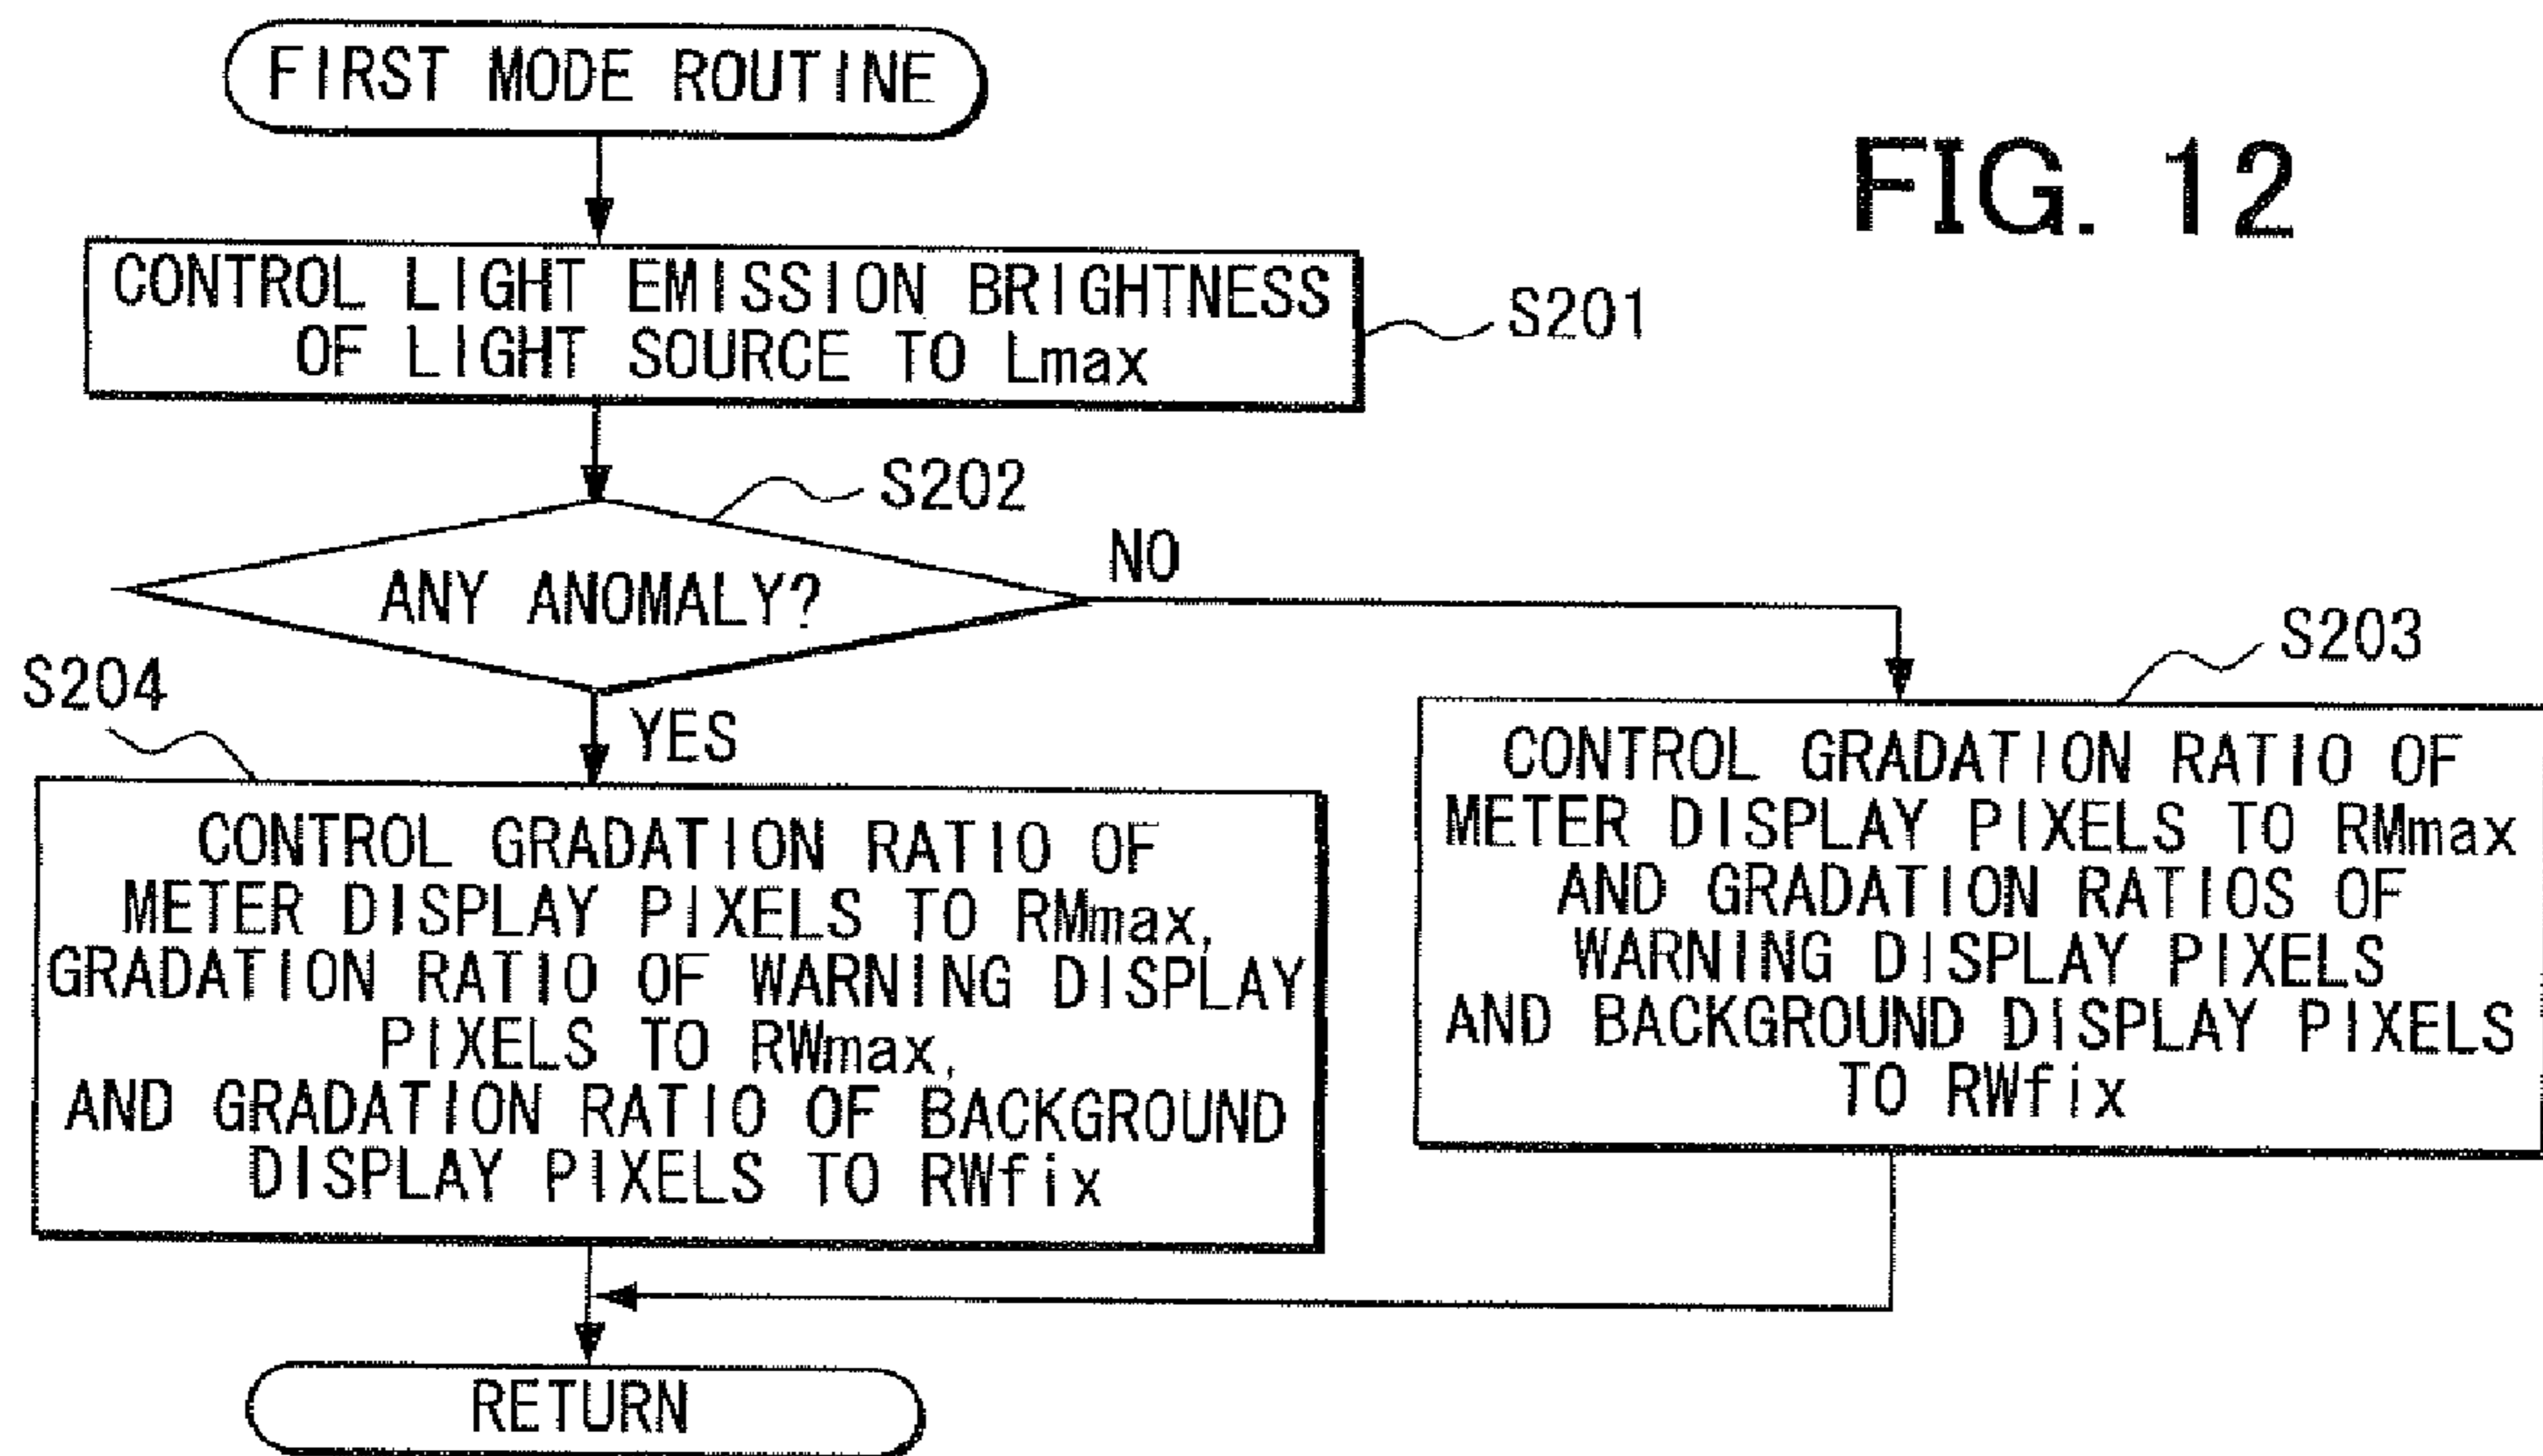 FIRST MODE ROUTINE
FIG. 12
CONTROL LIGHT EMISSION BRIGHTNESS
OF LIGHT SOURCE TO Lmax
S201
S202
ANY ANOMALY?
NO
YES
S203
CONTROL GRADATION RATIO OF
METER DISPLAY PIXELS TO RMmax
AND GRADATION RATIOS OF
WARNING DISPLAY PIXELS
AND BACKGROUND DISPLAY PIXELS
TO RWfix
S204
CONTROL GRADATION RATIO OF
METER DISPLAY PIXELS TO RMmax,
GRADATION RATIO OF WARNING DISPLAY
PIXELS TO RWmax,
AND GRADATION RATIO OF BACKGROUND
DISPLAY PIXELS TO RWfix
RETURN